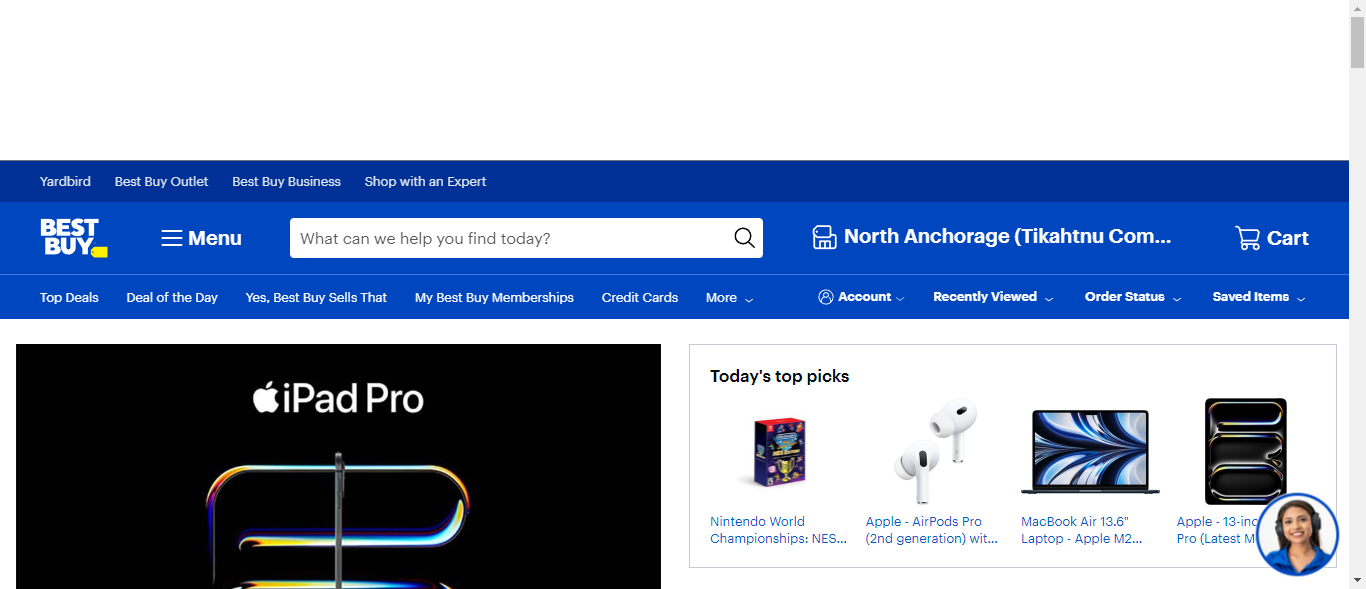 Yardbird Best Buy Outlet Best Buy Business Shop with an Expert
BEST
BUY
Menu
What can we help you find today?
North Anchorage (Tikahtnu Com...
Cart
Top Deals Deal of the Day Yes, Best Buy Sells That My Best Buy Memberships Credit Cards More Account Recently Viewed Order Status Saved Items
iPad Pro
Today's top picks
NES EDITION
Nintendo World
Championships: NES...
Apple - AirPods Pro
(2nd generation) wit...
MacBook Air 13.6"
Laptop - Apple M2...
Apple - 13-inc
Pro (Latest M